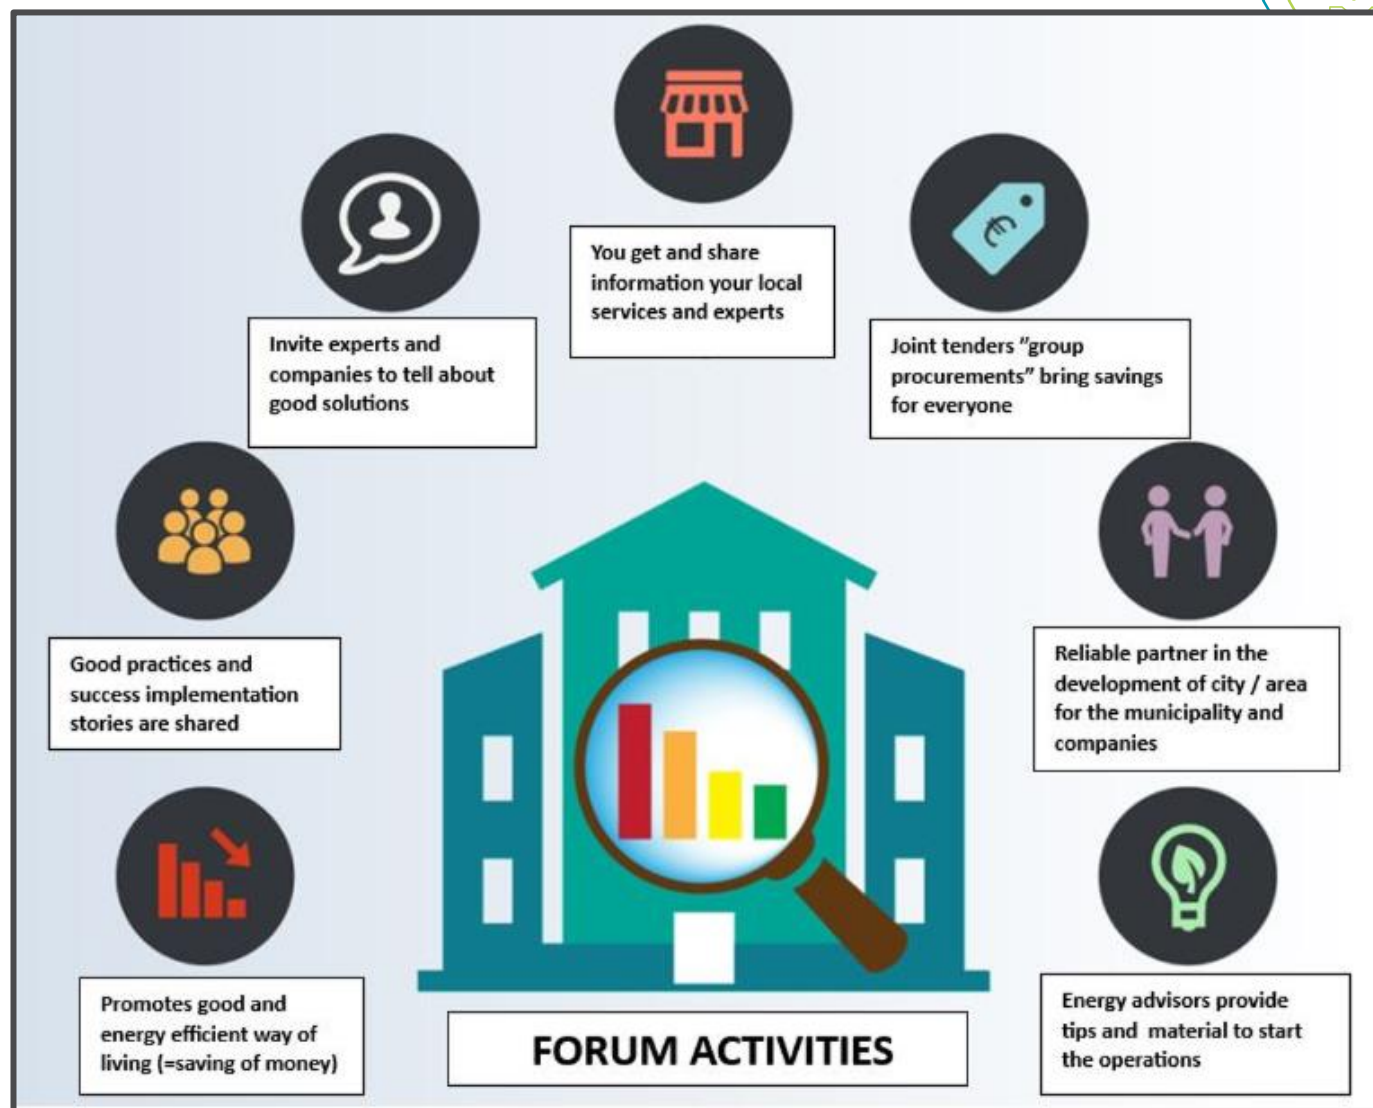 You get and share
information your local
services and experts
Invite experts and
companies to tell about
good solutions
Joint tenders "group
procurements" bring savings
for everyone
€
Good practices and
success implementation
stories are shared
Reliable partner in the
development of city / area
for the municipality and
companies
Promotes good and
energy efficient way of
living (=saving of money)
Energy advisors provide
tips and material to start
the operations
FORUM ACTIVITIES